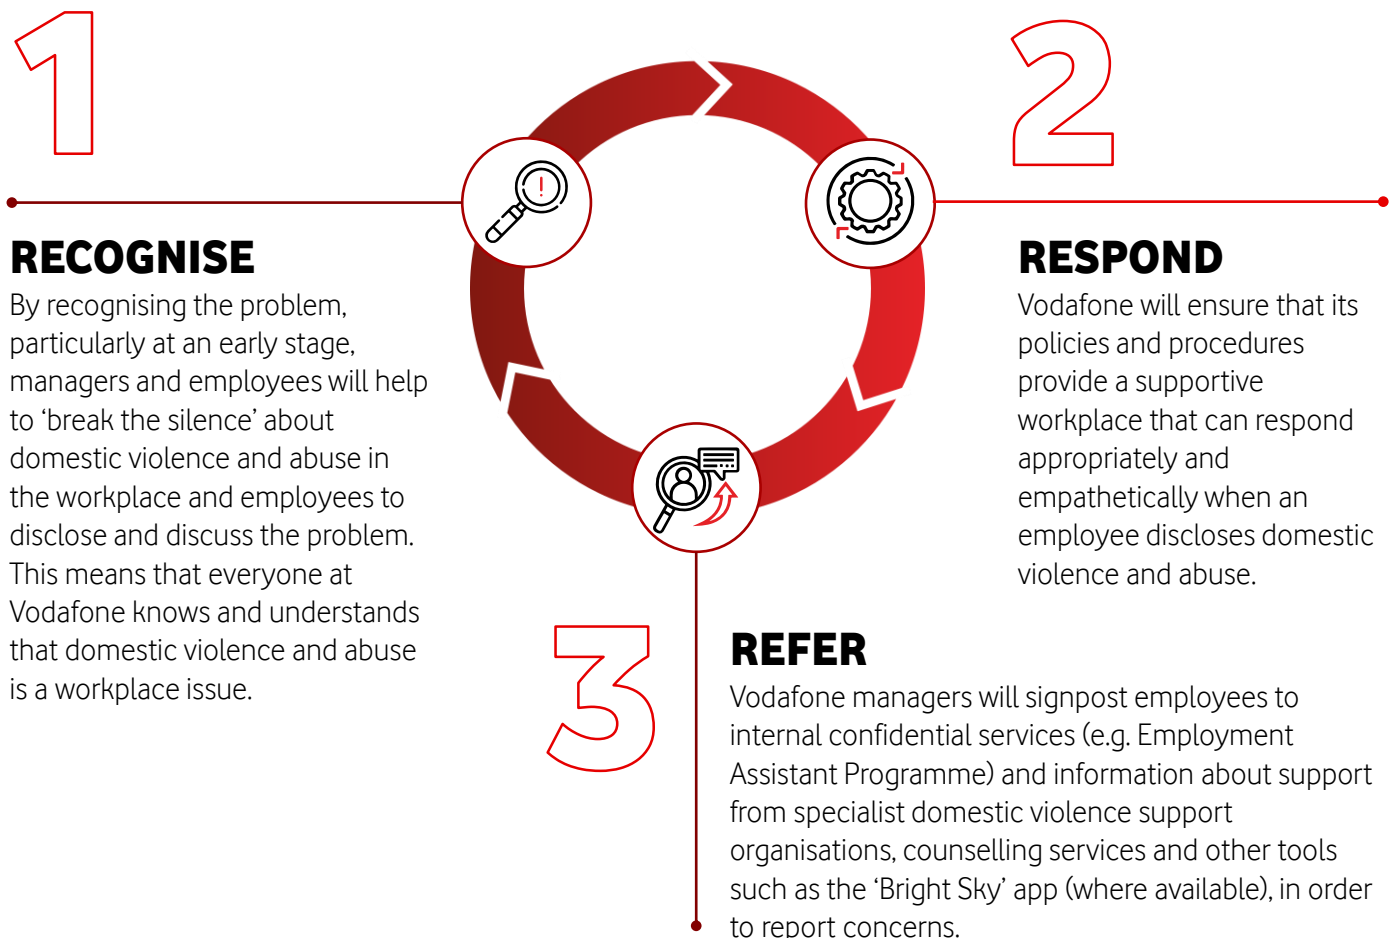 1
RECOGNISE
By recognising the problem,
particularly at an early stage,
managers and employees will help
to ‘break the silence’ about
domestic violence and abuse in
the workplace and employees to
disclose and discuss the problem.
This means that everyone at
Vodafone knows and understands
that domestic violence and abuse
is a workplace issue.
2
RESPOND
Vodafone will ensure that its
policies and procedures
provide a supportive
workplace that can respond
appropriately and
empathetically when an
employee discloses domestic
violence and abuse.
3
REFER
Vodafone managers will signpost employees to
internal confidential services (e.g. Employment
Assistant Programme) and information about support
from specialist domestic violence support
organisations, counselling services and other tools
such as the ‘Bright Sky’ app (where available), in order
to report concerns.